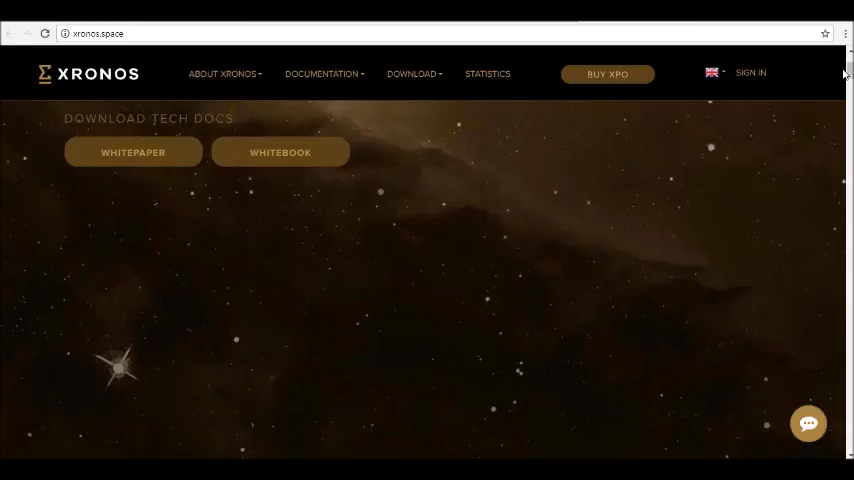 xronos.space
XRONOS
ABOUT XRONOS
DOCUMENTATION
DOWNLOAD
STATISTICS
BUY XPO
SIGN IN
DOWNLOAD TECH DOCS
WHITEPAPER
WHITEBOOK